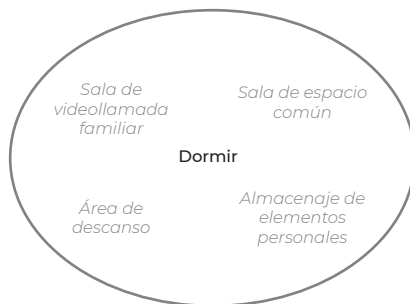 Sala de
videollamada
familiar
Sala de espacio
común
Dormir
Área de
descanso
Almacenaje de
elementos
personales